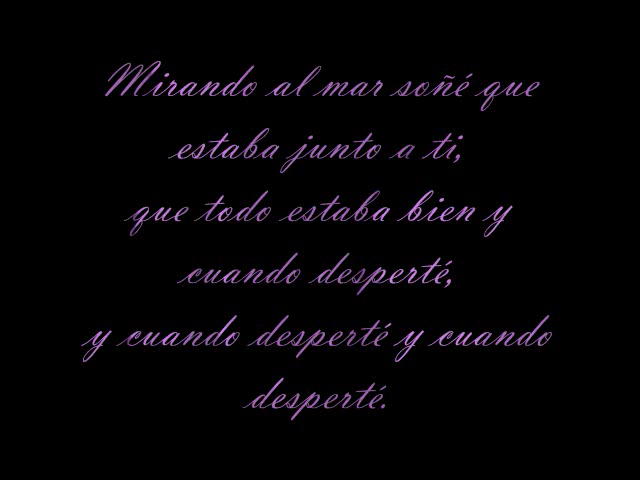 Mirando al mar soñé que
estaba junto a ti,
que todo estaba bien y
cuando desperté,
y cuando desperté y cuando
desperté.